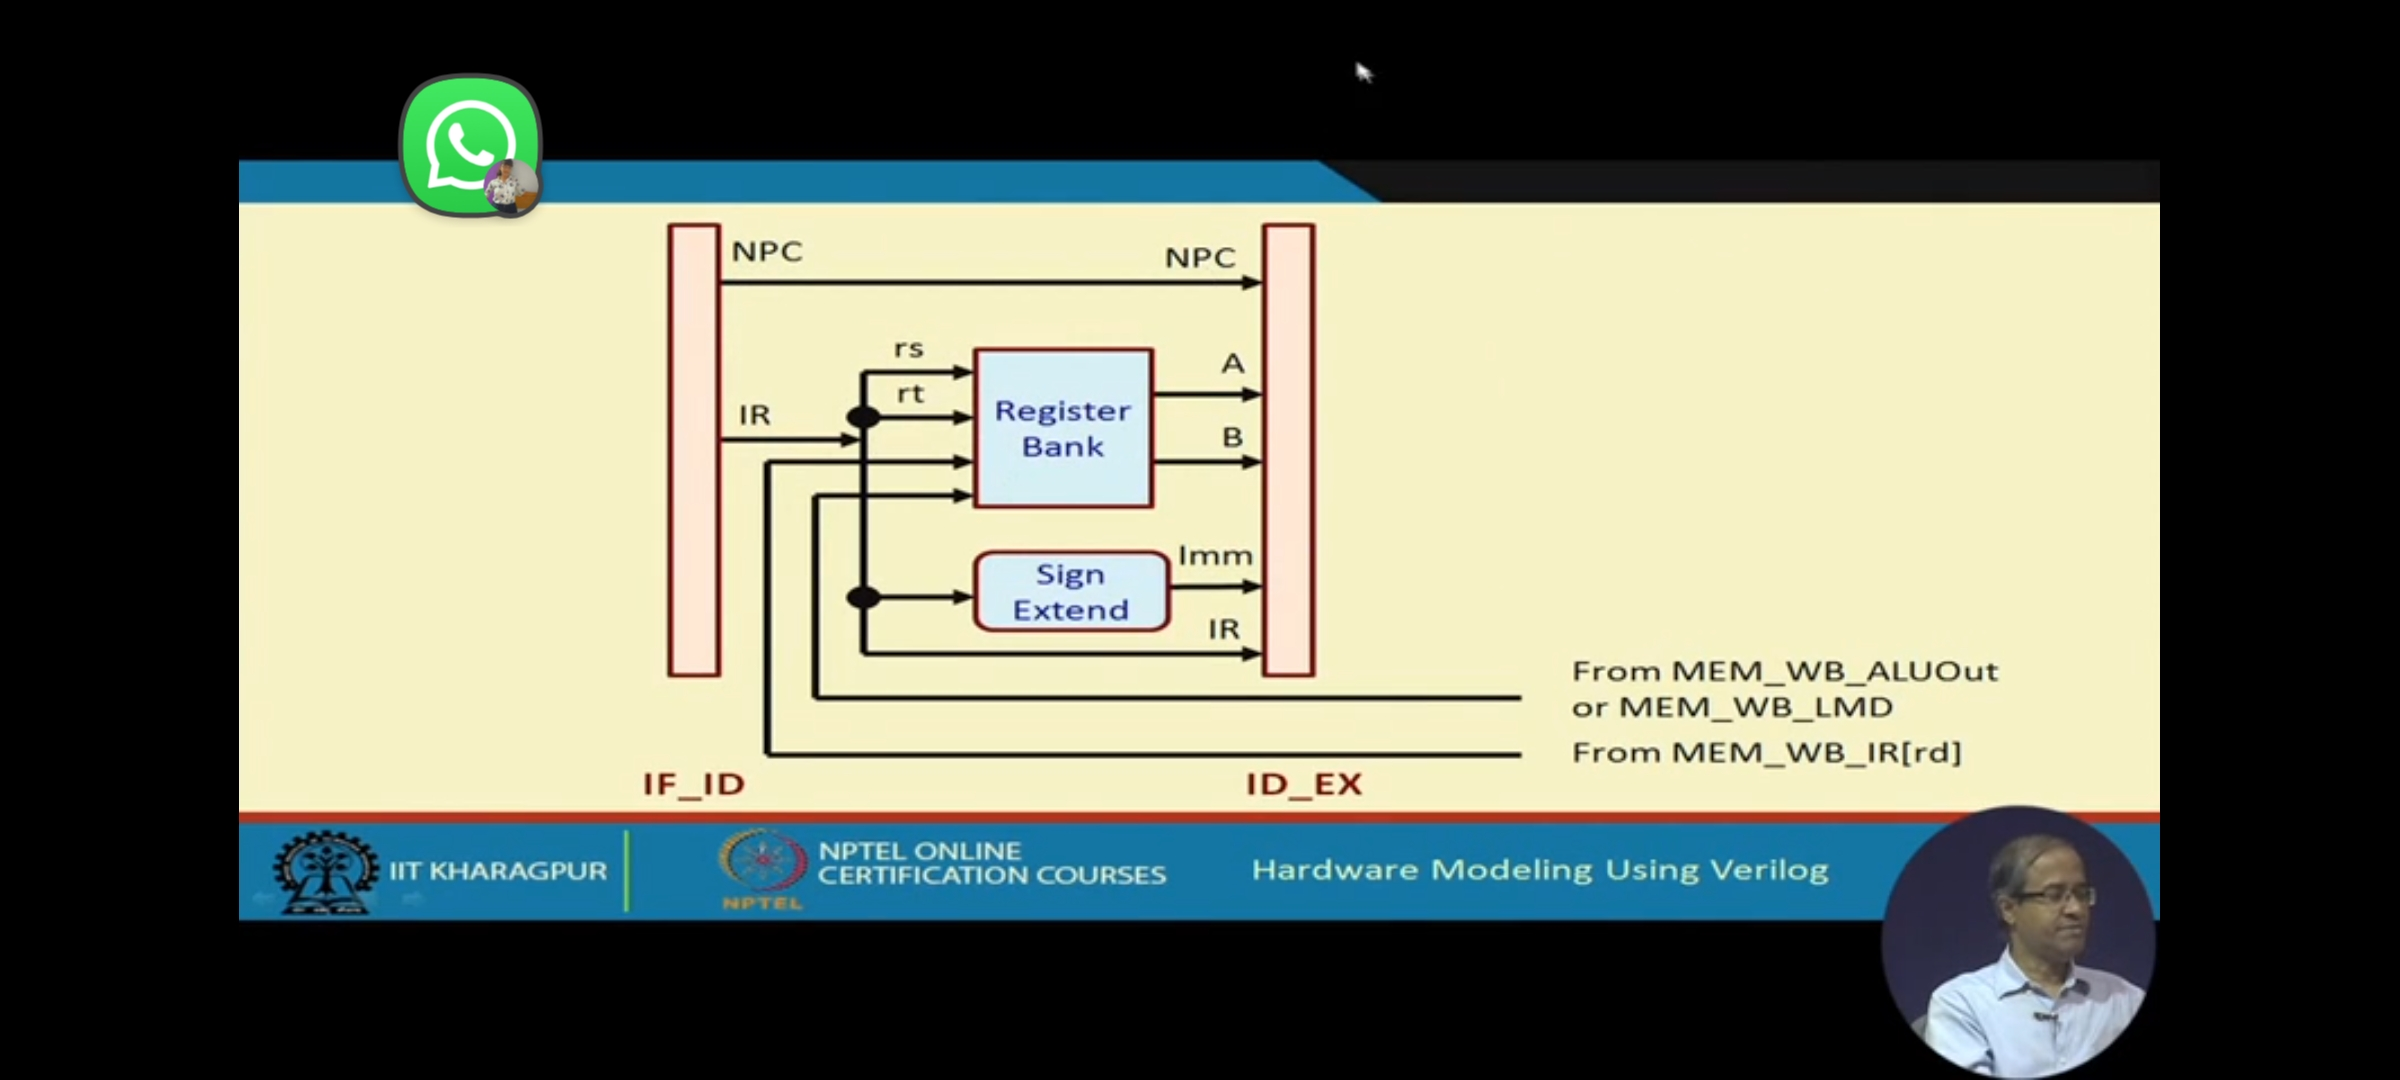 NPC
NPC
rs
A
rt
IR
Register
Bank
B
Imm
Sign
Extend
IR
From MEM_WB_ALUOut
or MEM_WB_LMD
From MEM_WB_IR[rd]
IF_ID
ID_EX
IIT KHARAGPUR
NPTEL ONLINE
CERTIFICATION COURSES
NPTEL
Hardware Modeling Using Verilog